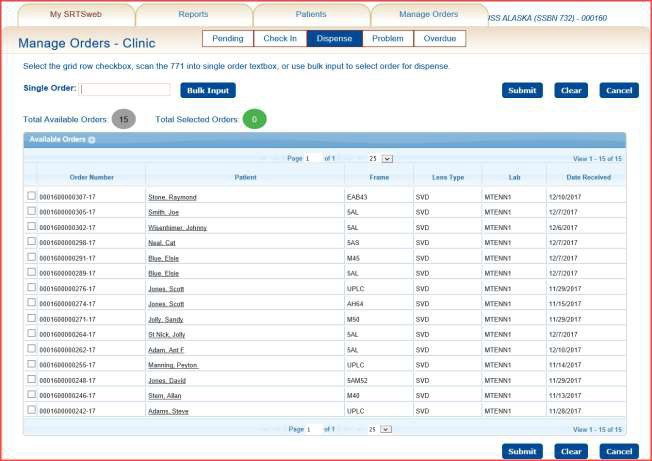 My SRTSweb Reports Patients Manage Orders
USS ALASKA (SSBN 732) - 000160
Manage Orders - Clinic
Pending Check In Dispense Problem Overdue
Select the grid row checkbox, scan the 771 into single order textbox, or use bulk input to select order for dispense.
Single Order: Bulk Input Submit Clear Cancel
Total Available Orders: 15 Total Selected Orders: 0
Available Orders
Page 1 of 1 25 View 1 - 15 of 15
Order Number Patient Frame Lens Type Lab Date Received
0001600000307-17 Stone, Raymond EAB43 SVD MTENN1 12/10/2017
0001600000305-17 Smith, Joe 5AL SVD MTENN1 12/7/2017
0001600000302-17 Wisenhimer, Johnny 5AL SVD MTENN1 12/6/2017
0001600000298-17 Neal, Cat 5AS SVD MTENN1 12/7/2017
0001600000291-17 Blue, Elsie M45 SVD MTENN1 12/7/2017
0001600000289-17 Blue, Elsie 5AL SVD MTENN1 12/7/2017
0001600000276-17 Jones, Scott UPLC SVD MTENN1 11/29/2017
0001600000274-17 Jones, Scott AH64 SVD MTENN1 11/15/2017
0001600000271-17 Jolly, Sandy M50 SVD MTENN1 11/29/2017
0001600000264-17 St Nick, Jolly 5AL SVD MTENN1 12/7/2017
0001600000262-17 Adam, Ant F 5AL SVD MTENN1 12/10/2017
0001600000255-17 Manning, Peyton UPLC SVD MTENN1 11/14/2017
0001600000248-17 Jones, David 5AM52 SVD MTENN1 11/29/2017
0001600000246-17 Stem, Allan M40 SVD MTENN1 11/13/2017
0001600000242-17 Adams, Steve UPLC SVD MTENN1 11/28/2017
Page 1 of 1 25 View 1 - 15 of 15
Submit Clear Cancel